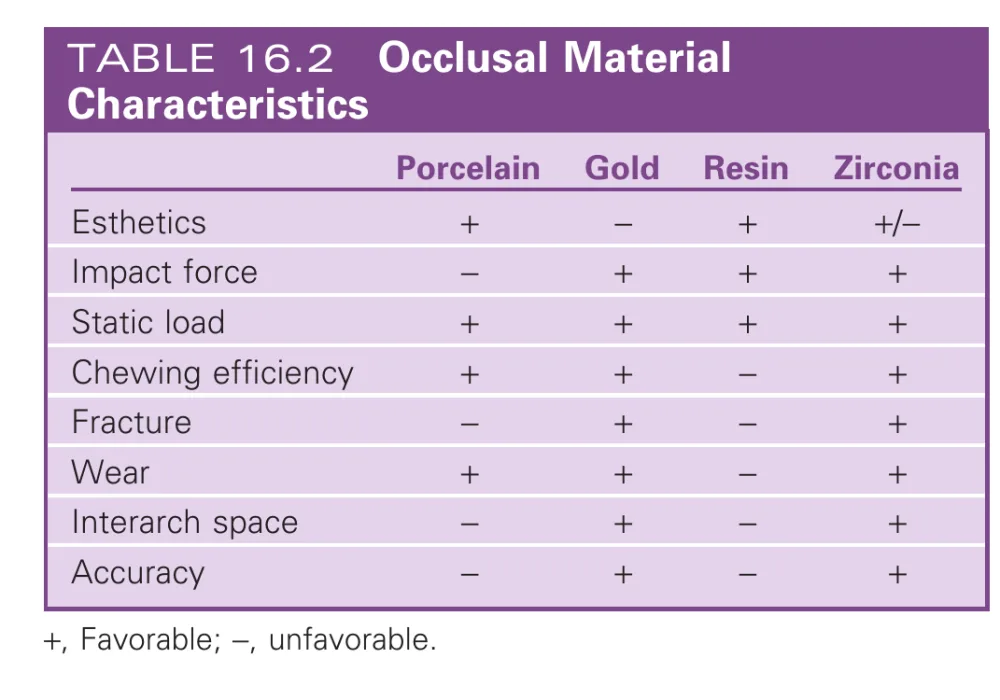 TABLE 16.2 Occlusal Material
Characteristics
Porcelain Gold Resin Zirconia
Esthetics + – + +/–
Impact force – + + +
Static load + + + +
Chewing efficiency + + – +
Fracture – + – +
Wear + + – +
Interarch space – + – +
Accuracy – + – +
+, Favorable; –, unfavorable.